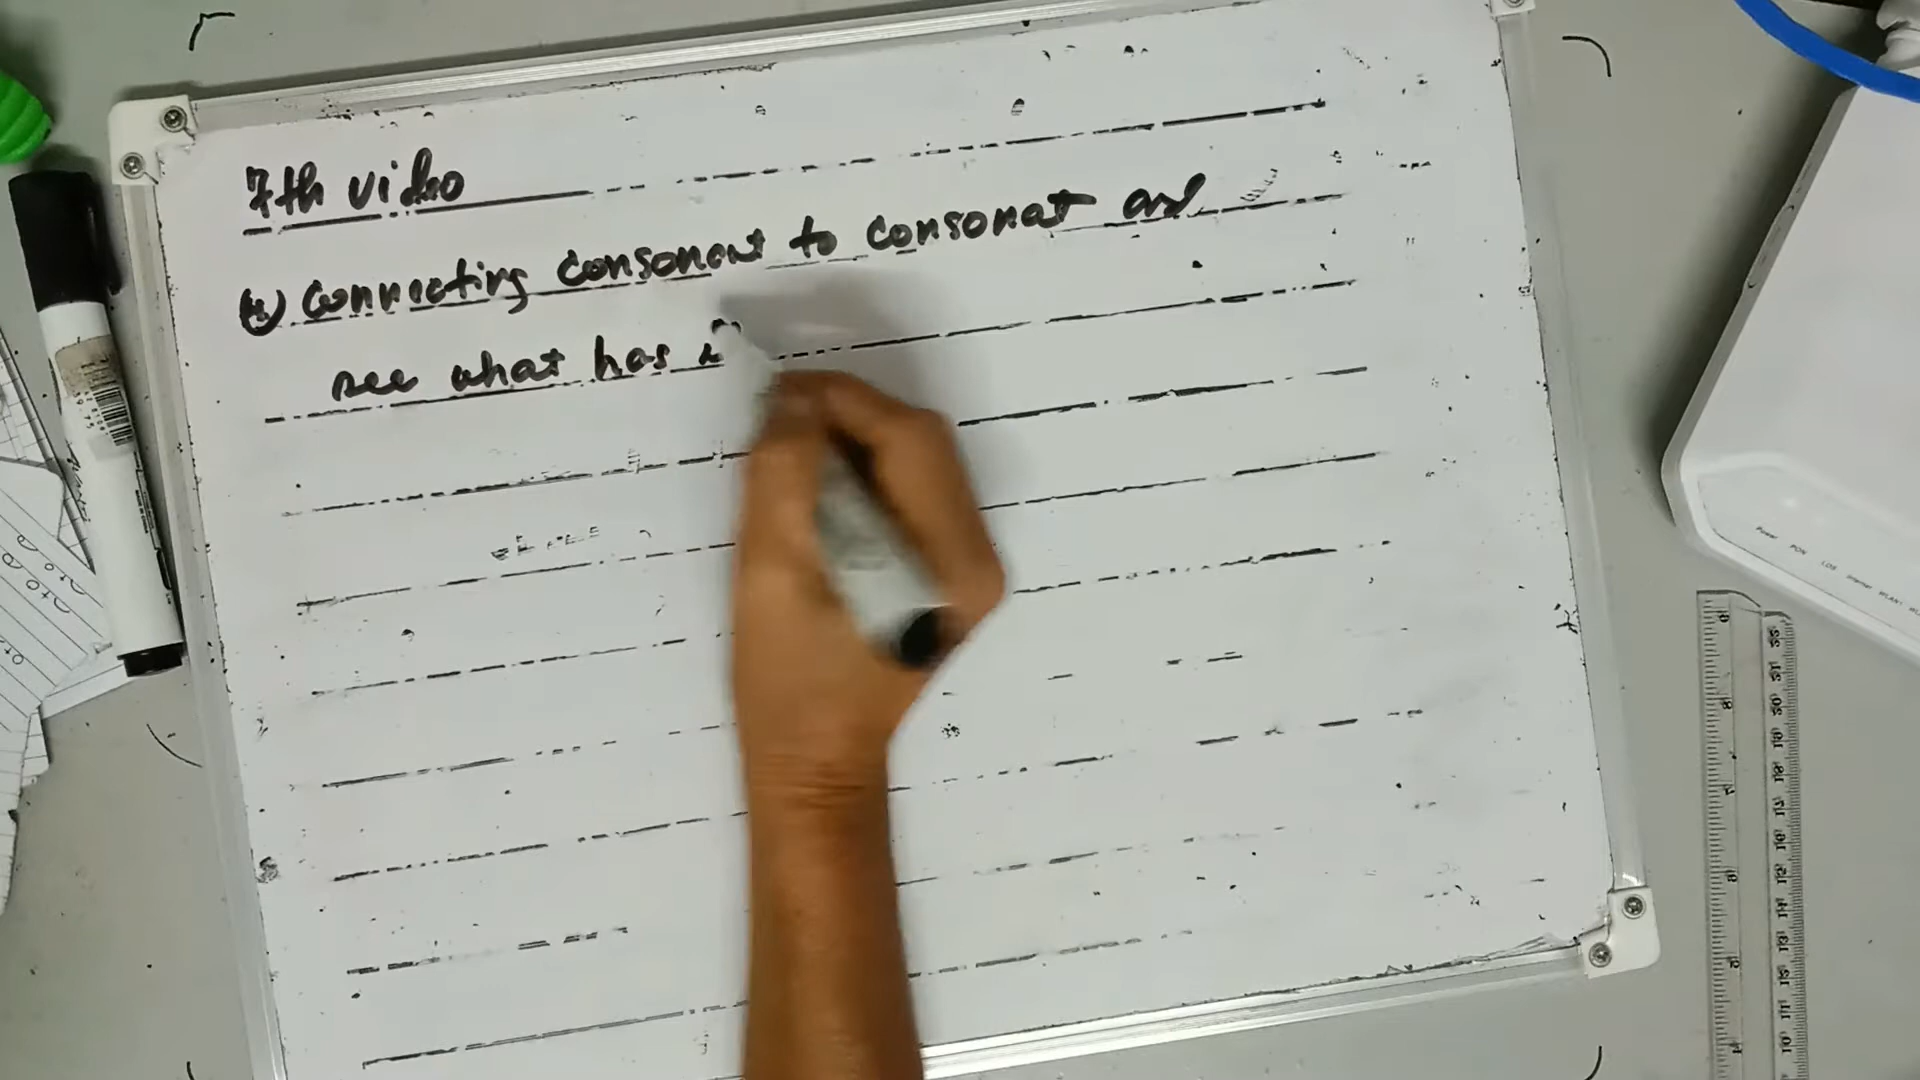 7th video
Connecting consonant to consonat and
see what has